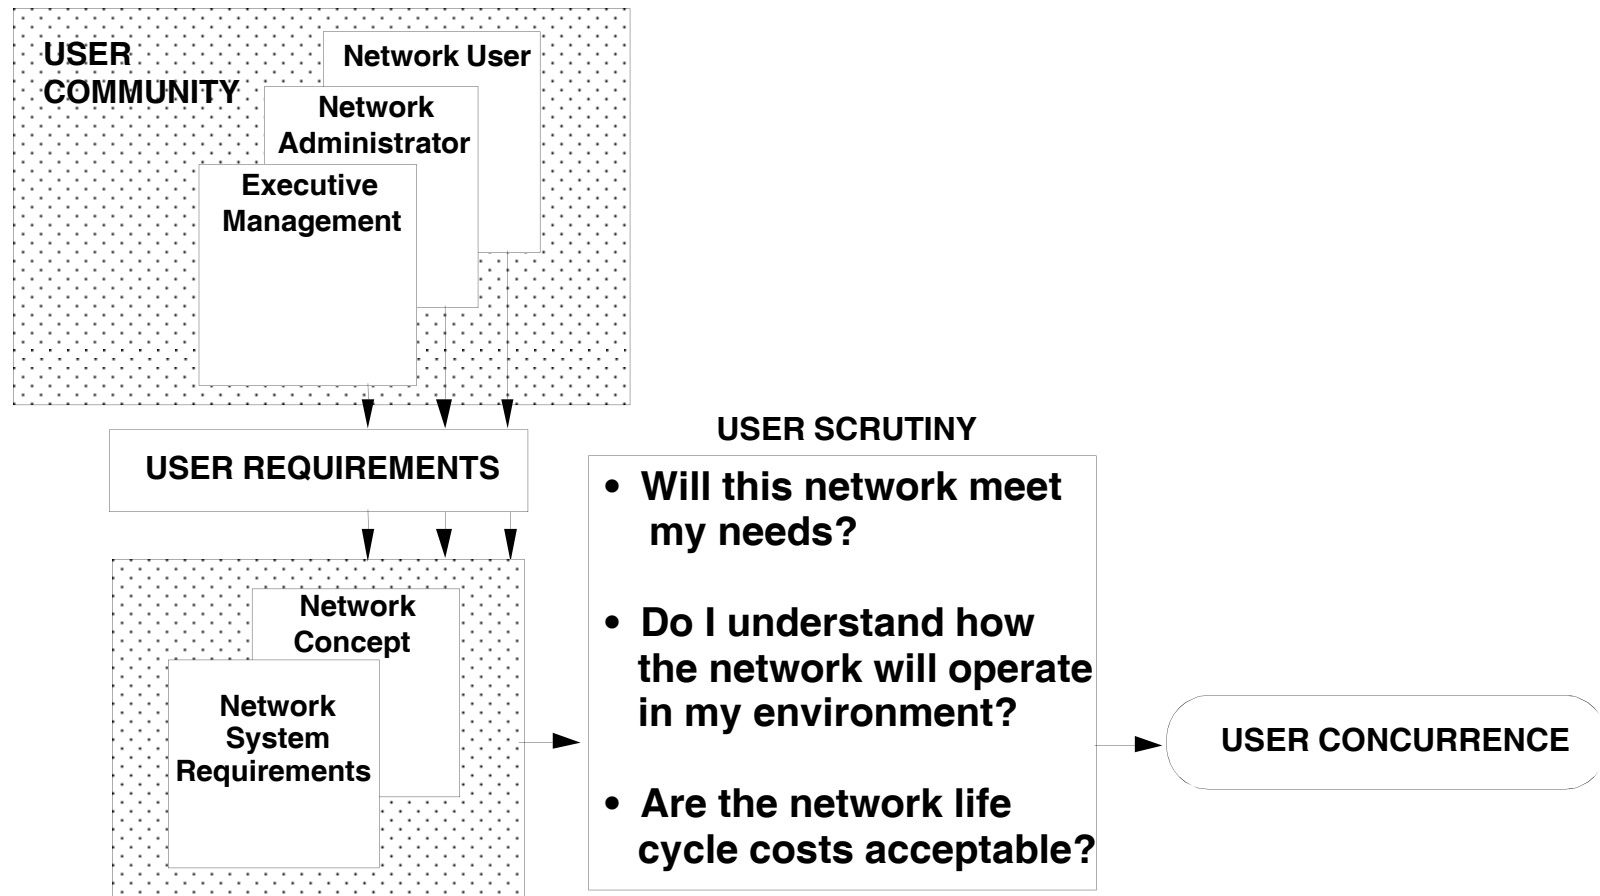 USER
COMMUNITY
Network User
Network
Administrator
Executive
Management
USER REQUIREMENTS
Network
Concept
Network
System
Requirements
USER SCRUTINY
• Will this network meet
my needs?
• Do I understand how
the network will operate
in my environment?
• Are the network life
cycle costs acceptable?
USER CONCURRENCE